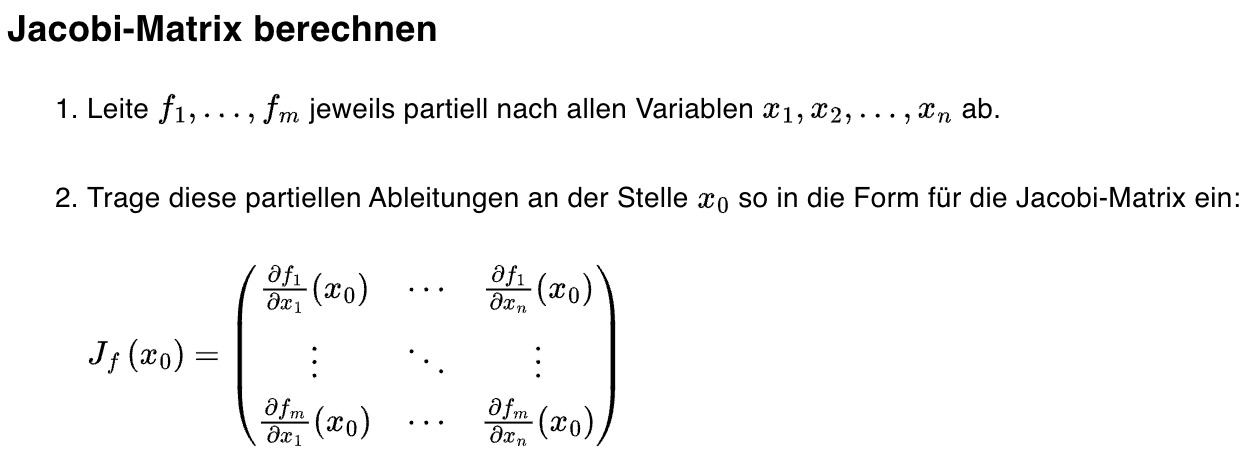 Jacobi-Matrix berechnen
1. Leite $f_1, \ldots, f_m$ jeweils partiell nach allen Variablen $x_1, x_2, \ldots, x_n$ ab.
2. Trage diese partiellen Ableitungen an der Stelle $x_0$ so in die Form für die Jacobi-Matrix ein:
$J_f(x_0) = \begin{pmatrix} \frac{\partial f_1}{\partial x_1}(x_0) & \cdots & \frac{\partial f_1}{\partial x_n}(x_0) \\ \vdots & \ddots & \vdots \\ \frac{\partial f_m}{\partial x_1}(x_0) & \cdots & \frac{\partial f_m}{\partial x_n}(x_0) \end{pmatrix}$